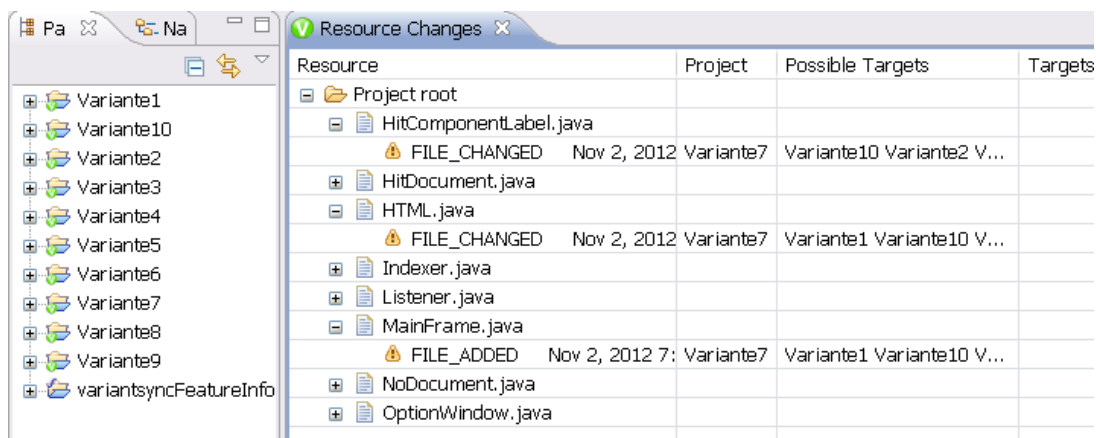 Pa Na
Variante1
Variante10
Variante2
Variante3
Variante4
Variante5
Variante6
Variante7
Variante8
Variante9
variantsyncFeatureInfo
V Resource Changes
Resource Project Possible Targets Targets
Project root
HitComponentLabel.java
FILE_CHANGED Nov 2, 2012 Variante7 Variante10 Variante2 V...
HitDocument.java
HTML.java
FILE_CHANGED Nov 2, 2012 Variante7 Variante1 Variante10 V...
Indexer.java
Listener.java
MainFrame.java
FILE_ADDED Nov 2, 2012 7: Variante7 Variante1 Variante10 V...
NoDocument.java
OptionWindow.java